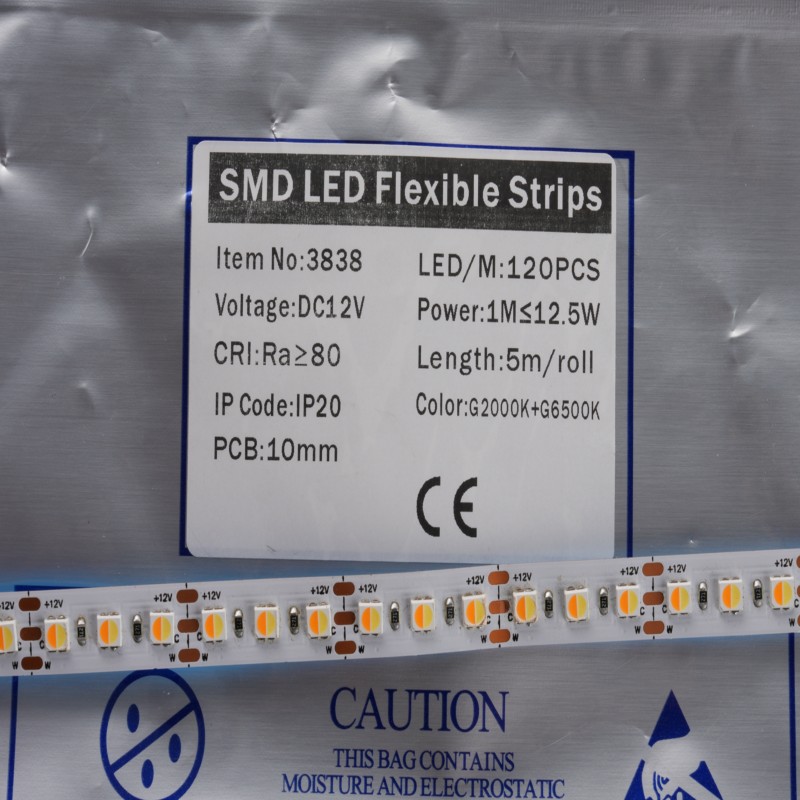 SMD LED Flexible Strips
Item No:3838
Voltage:DC12V
CRI:Ra≥80
IP Code:IP20
PCB:10mm
LED/M:120PCS
Power:1M≤12.5W
Length:5m/roll
Color:G2000K+G6500K
CE
+12V +12V +12V +12V +12V +12V +12V +12V +12V +12V
C C C C C
W W W W W W W W W W
CAUTION
THIS BAG CONTAINS
MOISTURE AND ELECTROSTATIC